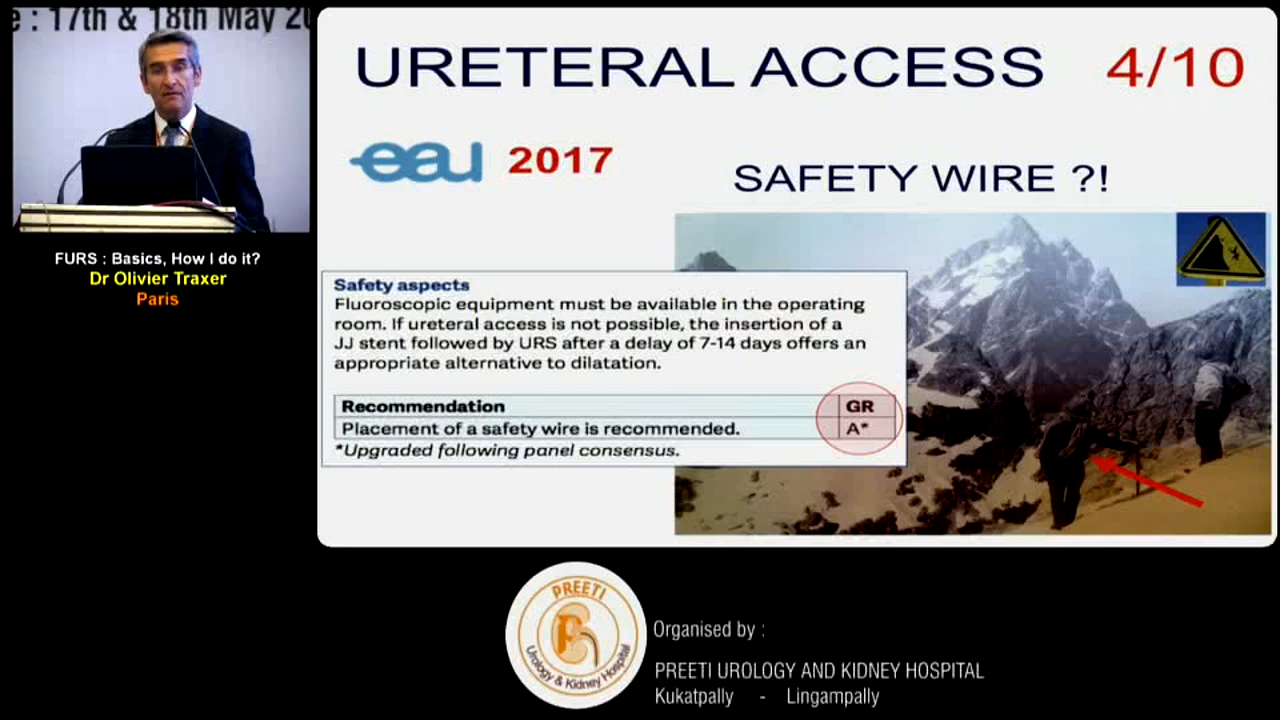 e : 17th & 18th May 20
FURS : Basics, How I do it?
Dr Olivier Traxer
Paris
URETERAL ACCESS 4/10
eau 2017
SAFETY WIRE ?!
Safety aspects
Fluoroscopic equipment must be available in the operating
room. If ureteral access is not possible, the insertion of a
JJ stent followed by URS after a delay of 7-14 days offers an
appropriate alternative to dilatation.
Recommendation GR
Placement of a safety wire is recommended. A*
*Upgraded following panel consensus.
PREETI
Urology & Kidney Hospital
Organised by :
PREETI UROLOGY AND KIDNEY HOSPITAL
Kukatpally - Lingampally